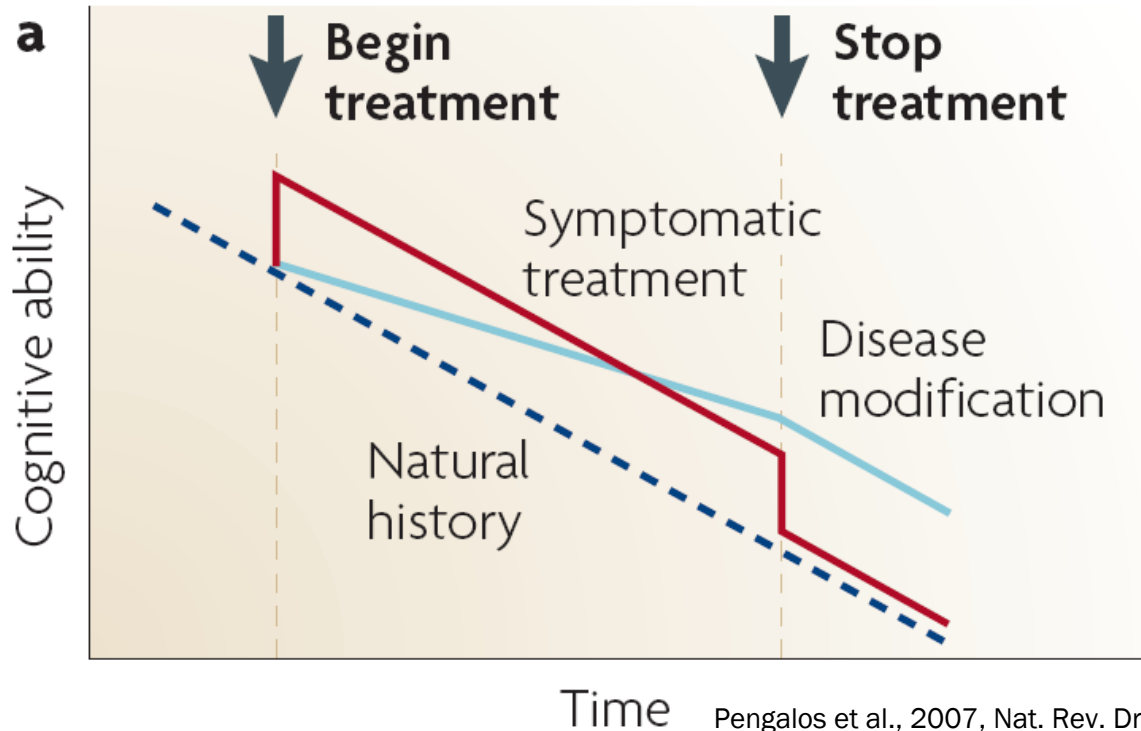 a
Begin
treatment
Stop
treatment
Cognitive ability
Symptomatic
treatment
Disease
modification
Natural
history
Time
Pengalos et al., 2007, Nat. Rev. Dr